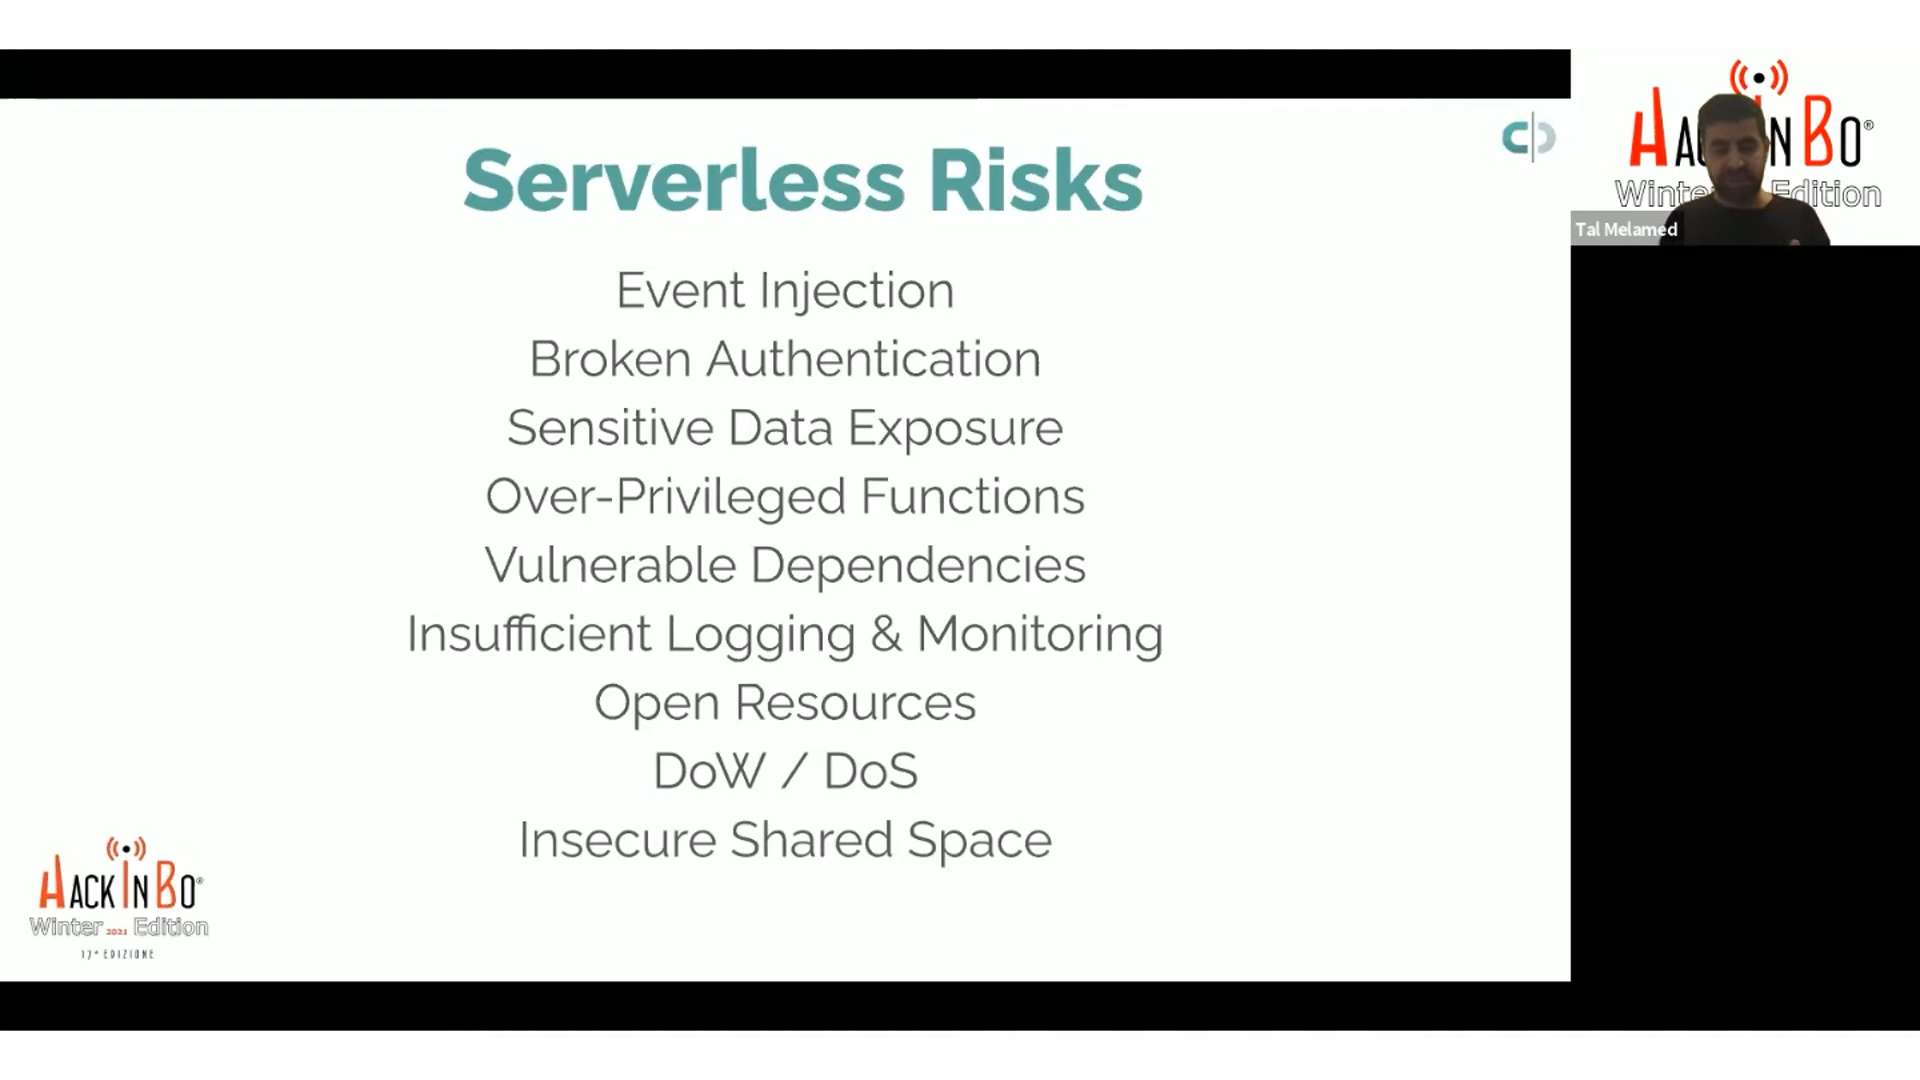 Serverless Risks
Event Injection
Broken Authentication
Sensitive Data Exposure
Over-Privileged Functions
Vulnerable Dependencies
Insufficient Logging & Monitoring
Open Resources
DoW / DoS
Insecure Shared Space
HACKINBO®
Winter 2021 Edition
17ª EDIZIONE
HACKINBO®
Winter Edition
Tal Melamed